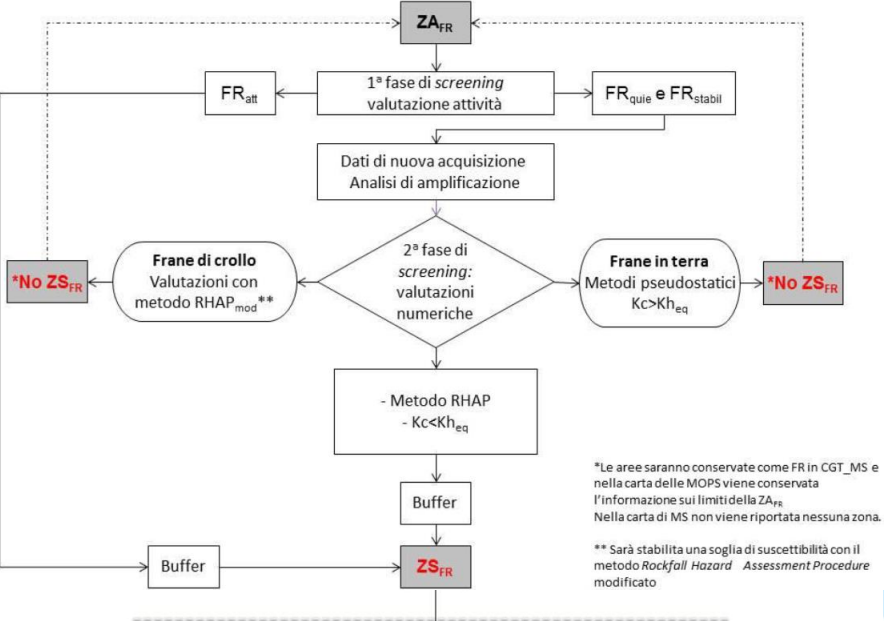 ZA_FR
1ª fase di screening
valutazione attività
FR_att
FR_quie e FR_stabil
Dati di nuova acquisizione
Analisi di amplificazione
2ª fase di
screening:
valutazioni
numeriche
*No ZS_FR
Frane di crollo
Valutazioni con
metodo RHAP_mod**
Frane in terra
Metodi pseudostatici
Kc>Kh_eq
*No ZS_FR
- Metodo RHAP
- Kc<Kh_eq
Buffer
Buffer
ZS_FR
*Le aree saranno conservate come FR in CGT_MS e
nella carta delle MOPS viene conservata
l'informazione sui limiti della ZA_FR
Nella carta di MS non viene riportata nessuna zona.
** Sarà stabilita una soglia di suscettibilità con il
metodo Rockfall Hazard Assessment Procedure
modificato